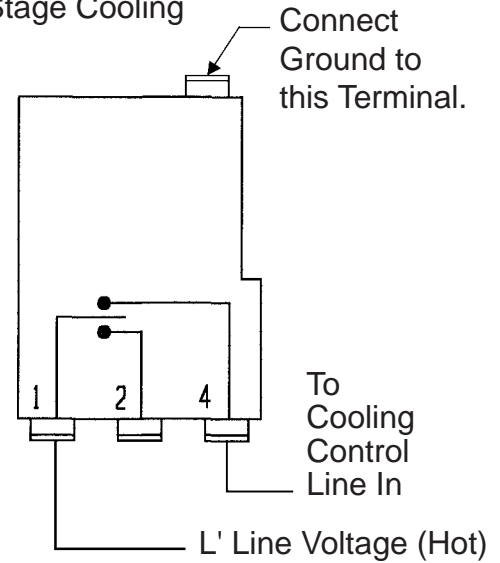 Stage Cooling
Connect
Ground to
this Terminal.
1 2 4
To
Cooling
Control
Line In
L' Line Voltage (Hot)